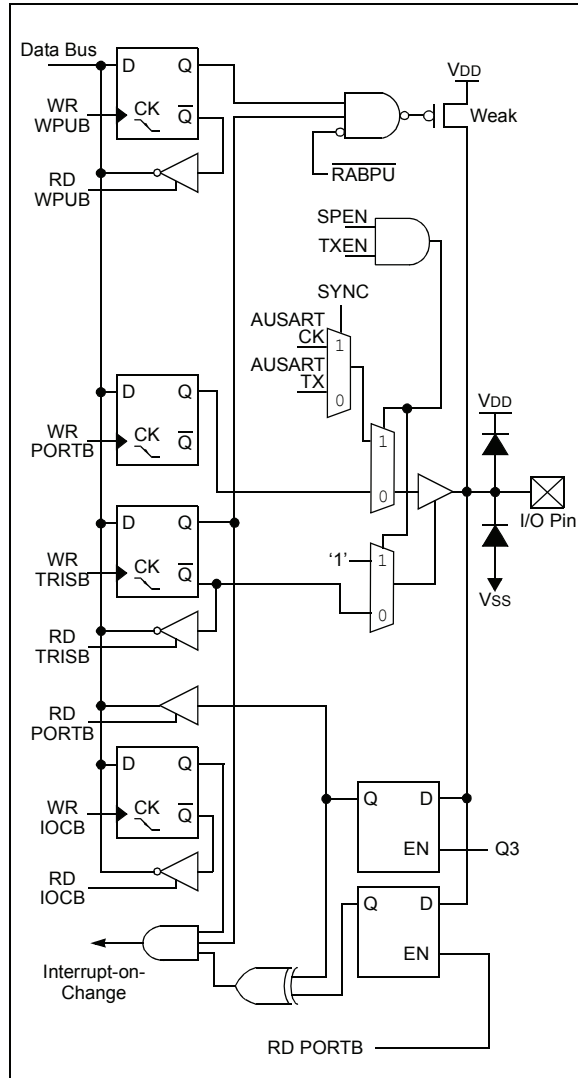 Data Bus
D Q
WR
WPUB
CK
Q̅
VDD
Weak
RD
WPUB
R̅A̅B̅P̅U̅
SPEN
TXEN
SYNC
AUSART
CK
1
AUSART
TX
0
D Q
WR
PORTB
CK
Q̅
1
0
VDD
I/O Pin
VSS
D Q
WR
TRISB
CK
Q̅
'1'
1
0
RD
TRISB
RD
PORTB
D Q
WR
IOCB
CK
Q̅
Q D
EN
Q3
RD
IOCB
Q D
EN
Interrupt-on-
Change
RD PORTB